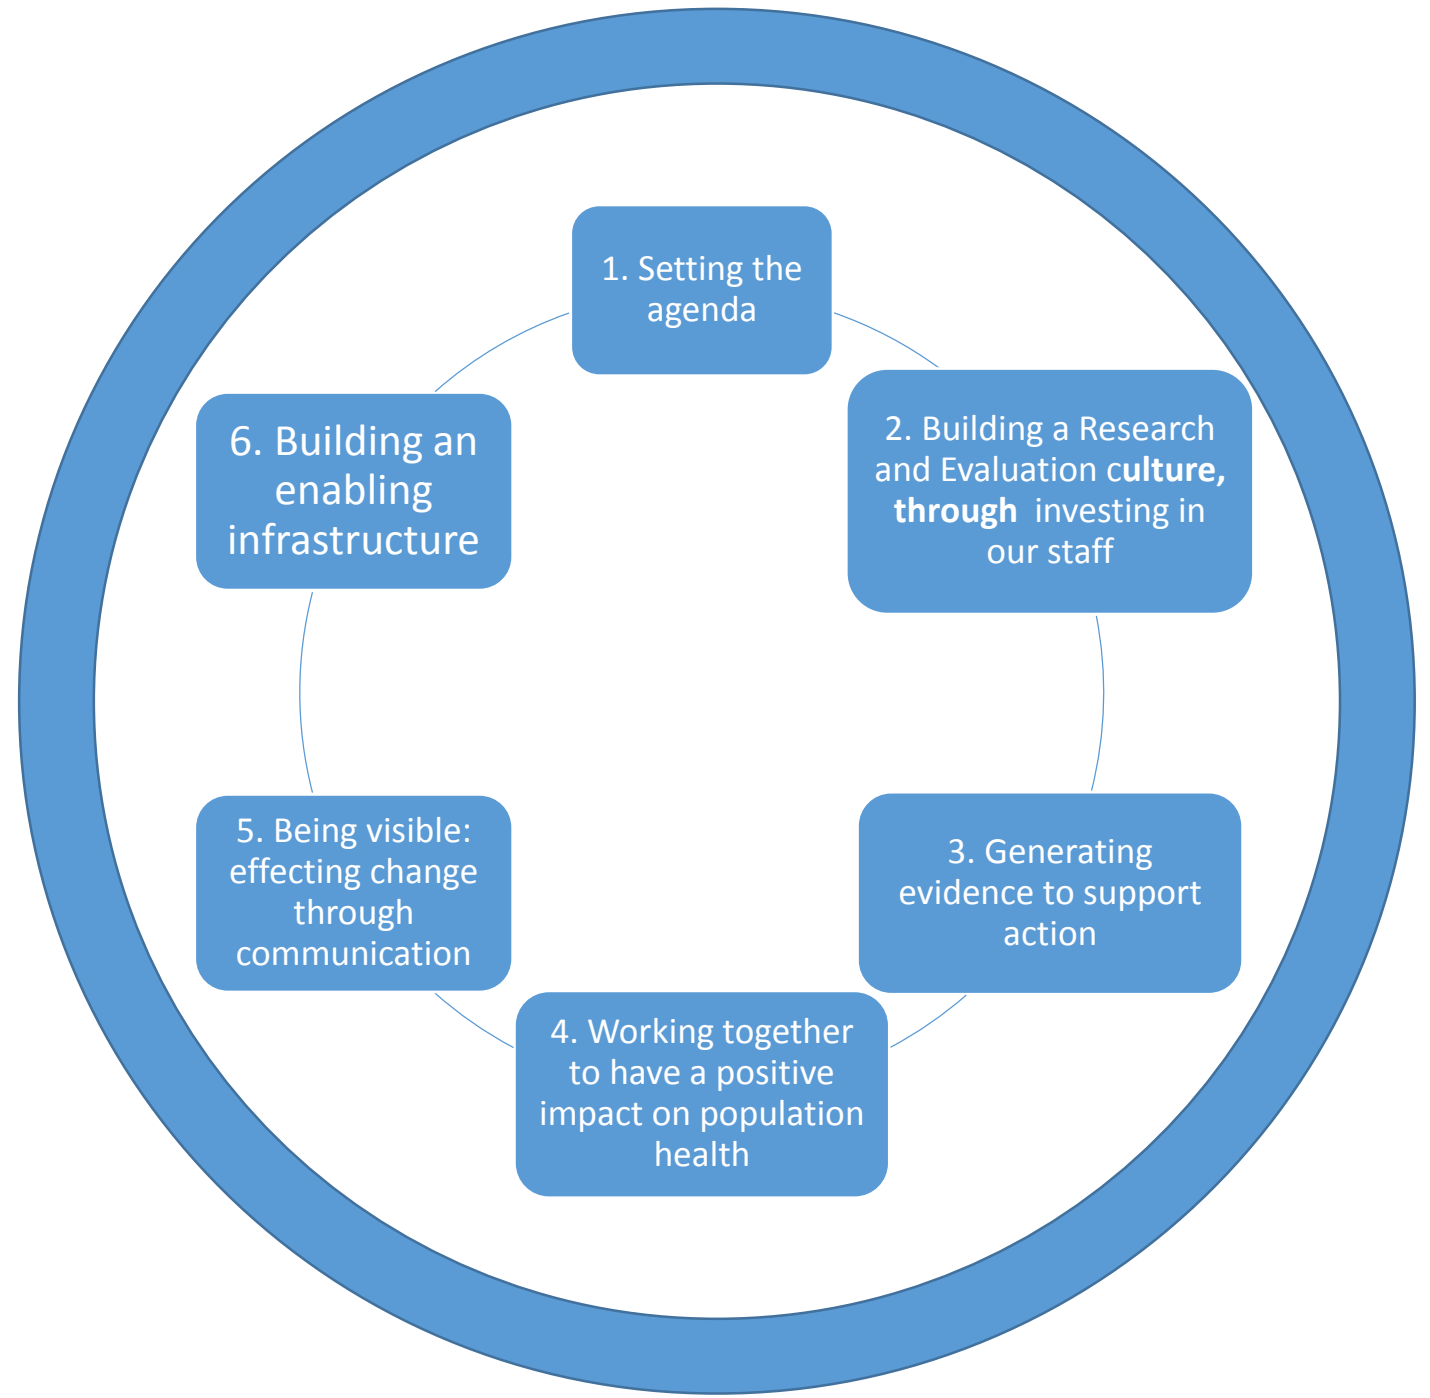 1. Setting the
agenda
2. Building a Research
and Evaluation culture,
through  investing in
our staff
3. Generating
evidence to support
action
4. Working together
to have a positive
impact on population
health
5. Being visible:
effecting change
through
communication
6. Building an
enabling
infrastructure